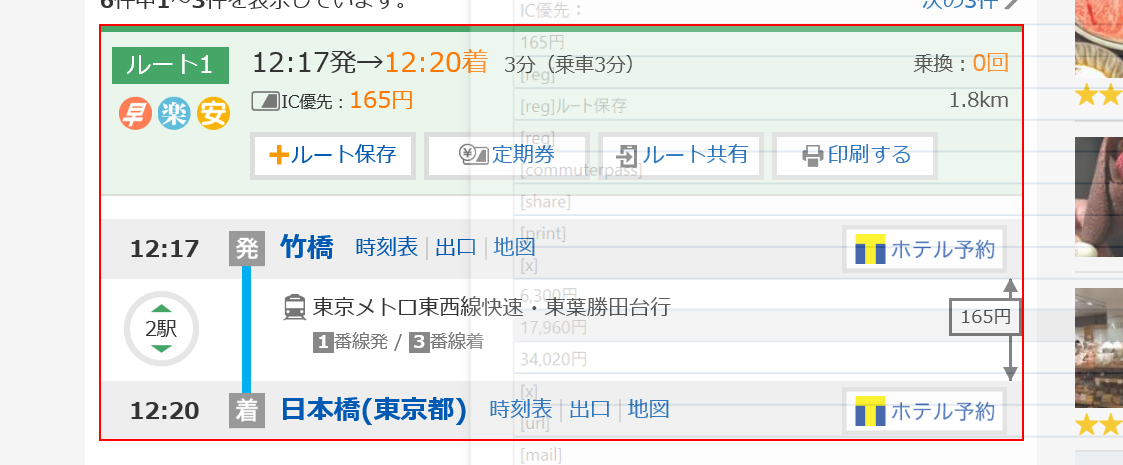 6件中1~3件を表示しています。
次の3件
IC優先：
165円
ルート1
12:17発→12:20着 3分（乗車3分）
乗換：0回
[reg]
早 楽 安
IC優先：165円
1.8km
[reg]ルート保存
[reg]
ルート保存
定期券
ルート共有
印刷する
[commuterpass]
[share]
[print]
12:17 発 竹橋 時刻表 出口 地図
ホテル予約
[x]
6,300円
東京メトロ東西線快速・東葉勝田台行
2駅
165円
17,960円
1番線発 / 3番線着
34,020円
[x]
12:20 着 日本橋(東京都) 時刻表 出口 地図
ホテル予約
[uri]
[mail]